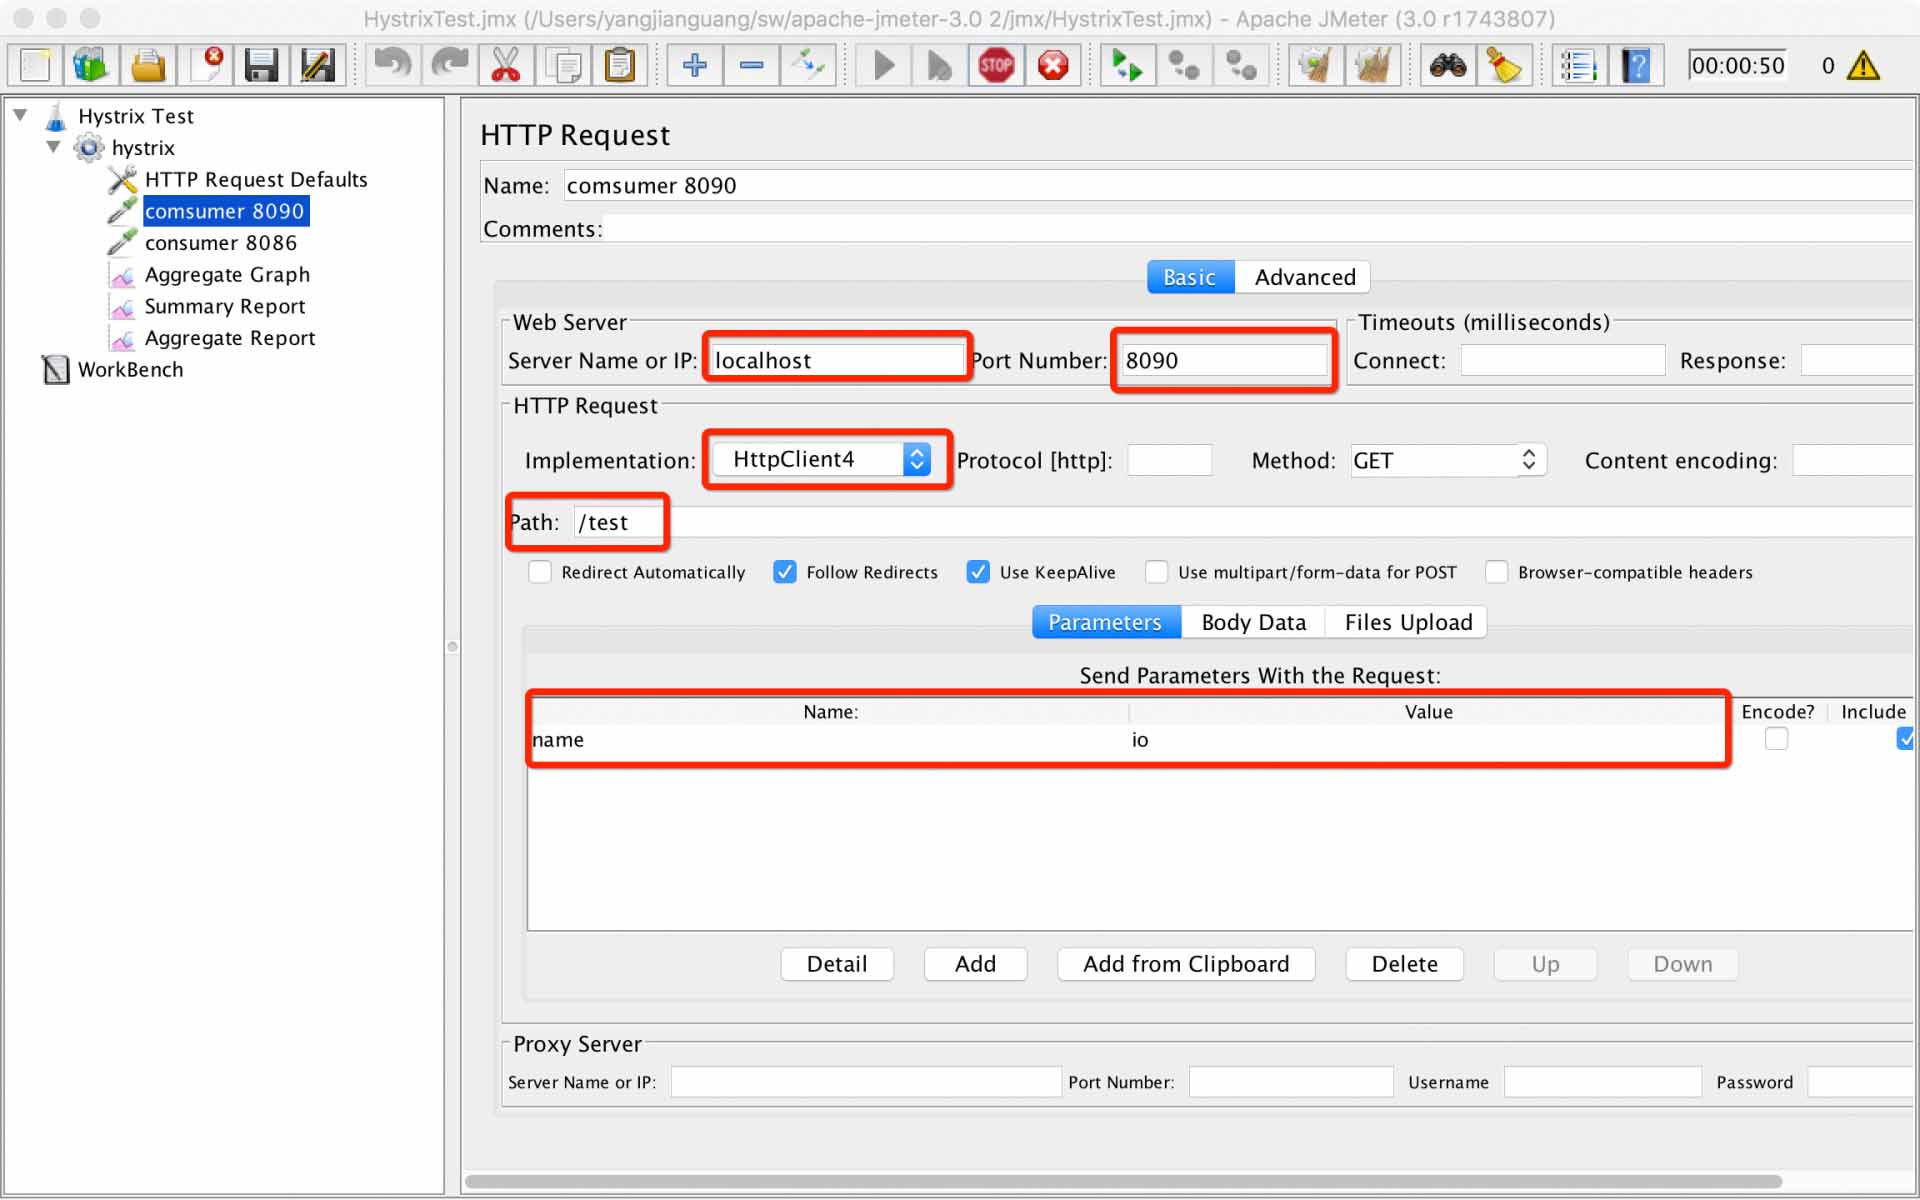 HystrixTest.jmx (/Users/yangjianguang/sw/apache-jmeter-3.0 2/jmx/HystrixTest.jmx) - Apache JMeter (3.0 r1743807)
STOP
?
00:00:50 0
Hystrix Test
hystrix
HTTP Request Defaults
comsumer 8090
consumer 8086
Aggregate Graph
Summary Report
Aggregate Report
WorkBench
HTTP Request
Name: comsumer 8090
Comments:
Basic Advanced
Web Server
Server Name or IP: localhost Port Number: 8090
Timeouts (milliseconds)
Connect: Response:
HTTP Request
Implementation: HttpClient4 Protocol [http]: Method: GET Content encoding:
Path: /test
Redirect Automatically Follow Redirects Use KeepAlive Use multipart/form-data for POST Browser-compatible headers
Parameters Body Data Files Upload
Send Parameters With the Request:
Name: Value Encode? Include
name io
Detail Add Add from Clipboard Delete Up Down
Proxy Server
Server Name or IP: Port Number: Username Password